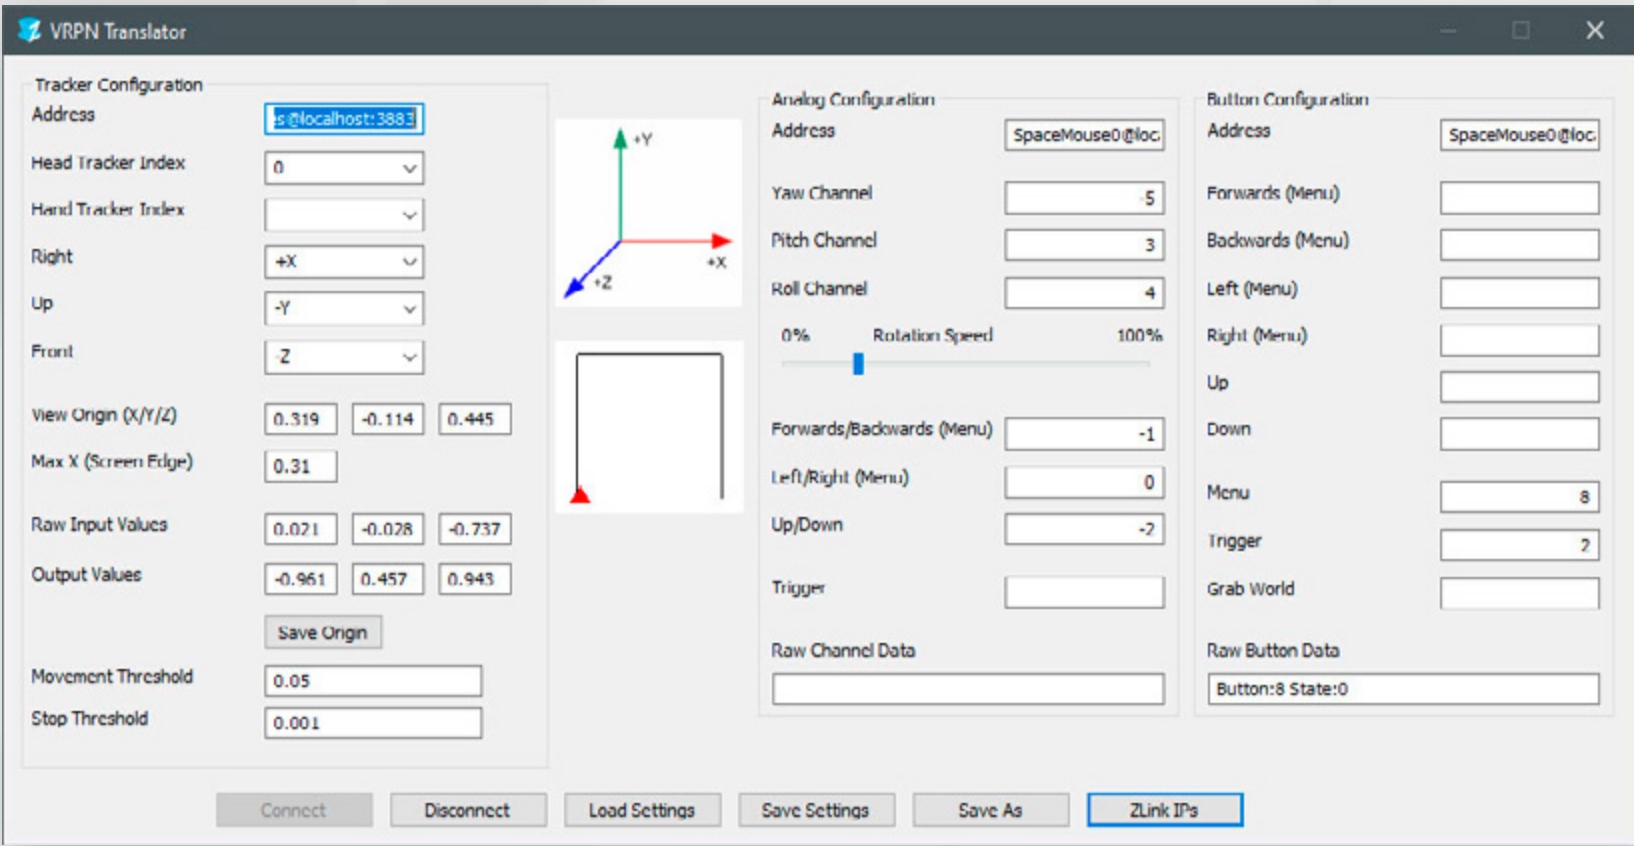 VRPN Translator
Tracker Configuration
Address
s@localhost:3883
Head Tracker Index
0
Hand Tracker Index
Right
+X
Up
-Y
Front
-Z
View Origin (X/Y/Z)
0.319 -0.114 0.445
Max X (Screen Edge)
0.31
Raw Input Values
0.021 -0.028 -0.737
Output Values
-0.961 0.457 0.943
Save Origin
Movement Threshold
0.05
Stop Threshold
0.001
+Y
+X
+Z
Analog Configuration
Address
SpaceMouse0@loc
Yaw Channel
-5
Pitch Channel
3
Roll Channel
4
0% Rotation Speed 100%
Forwards/Backwards (Menu)
-1
Left/Right (Menu)
0
Up/Down
-2
Trigger
Raw Channel Data
Button Configuration
Address
SpaceMouse0@loc
Forwards (Menu)
Backwards (Menu)
Left (Menu)
Right (Menu)
Up
Down
Menu
8
Trigger
2
Grab World
Raw Button Data
Button:8 State:0
Connect Disconnect Load Settings Save Settings Save As ZLink IPs